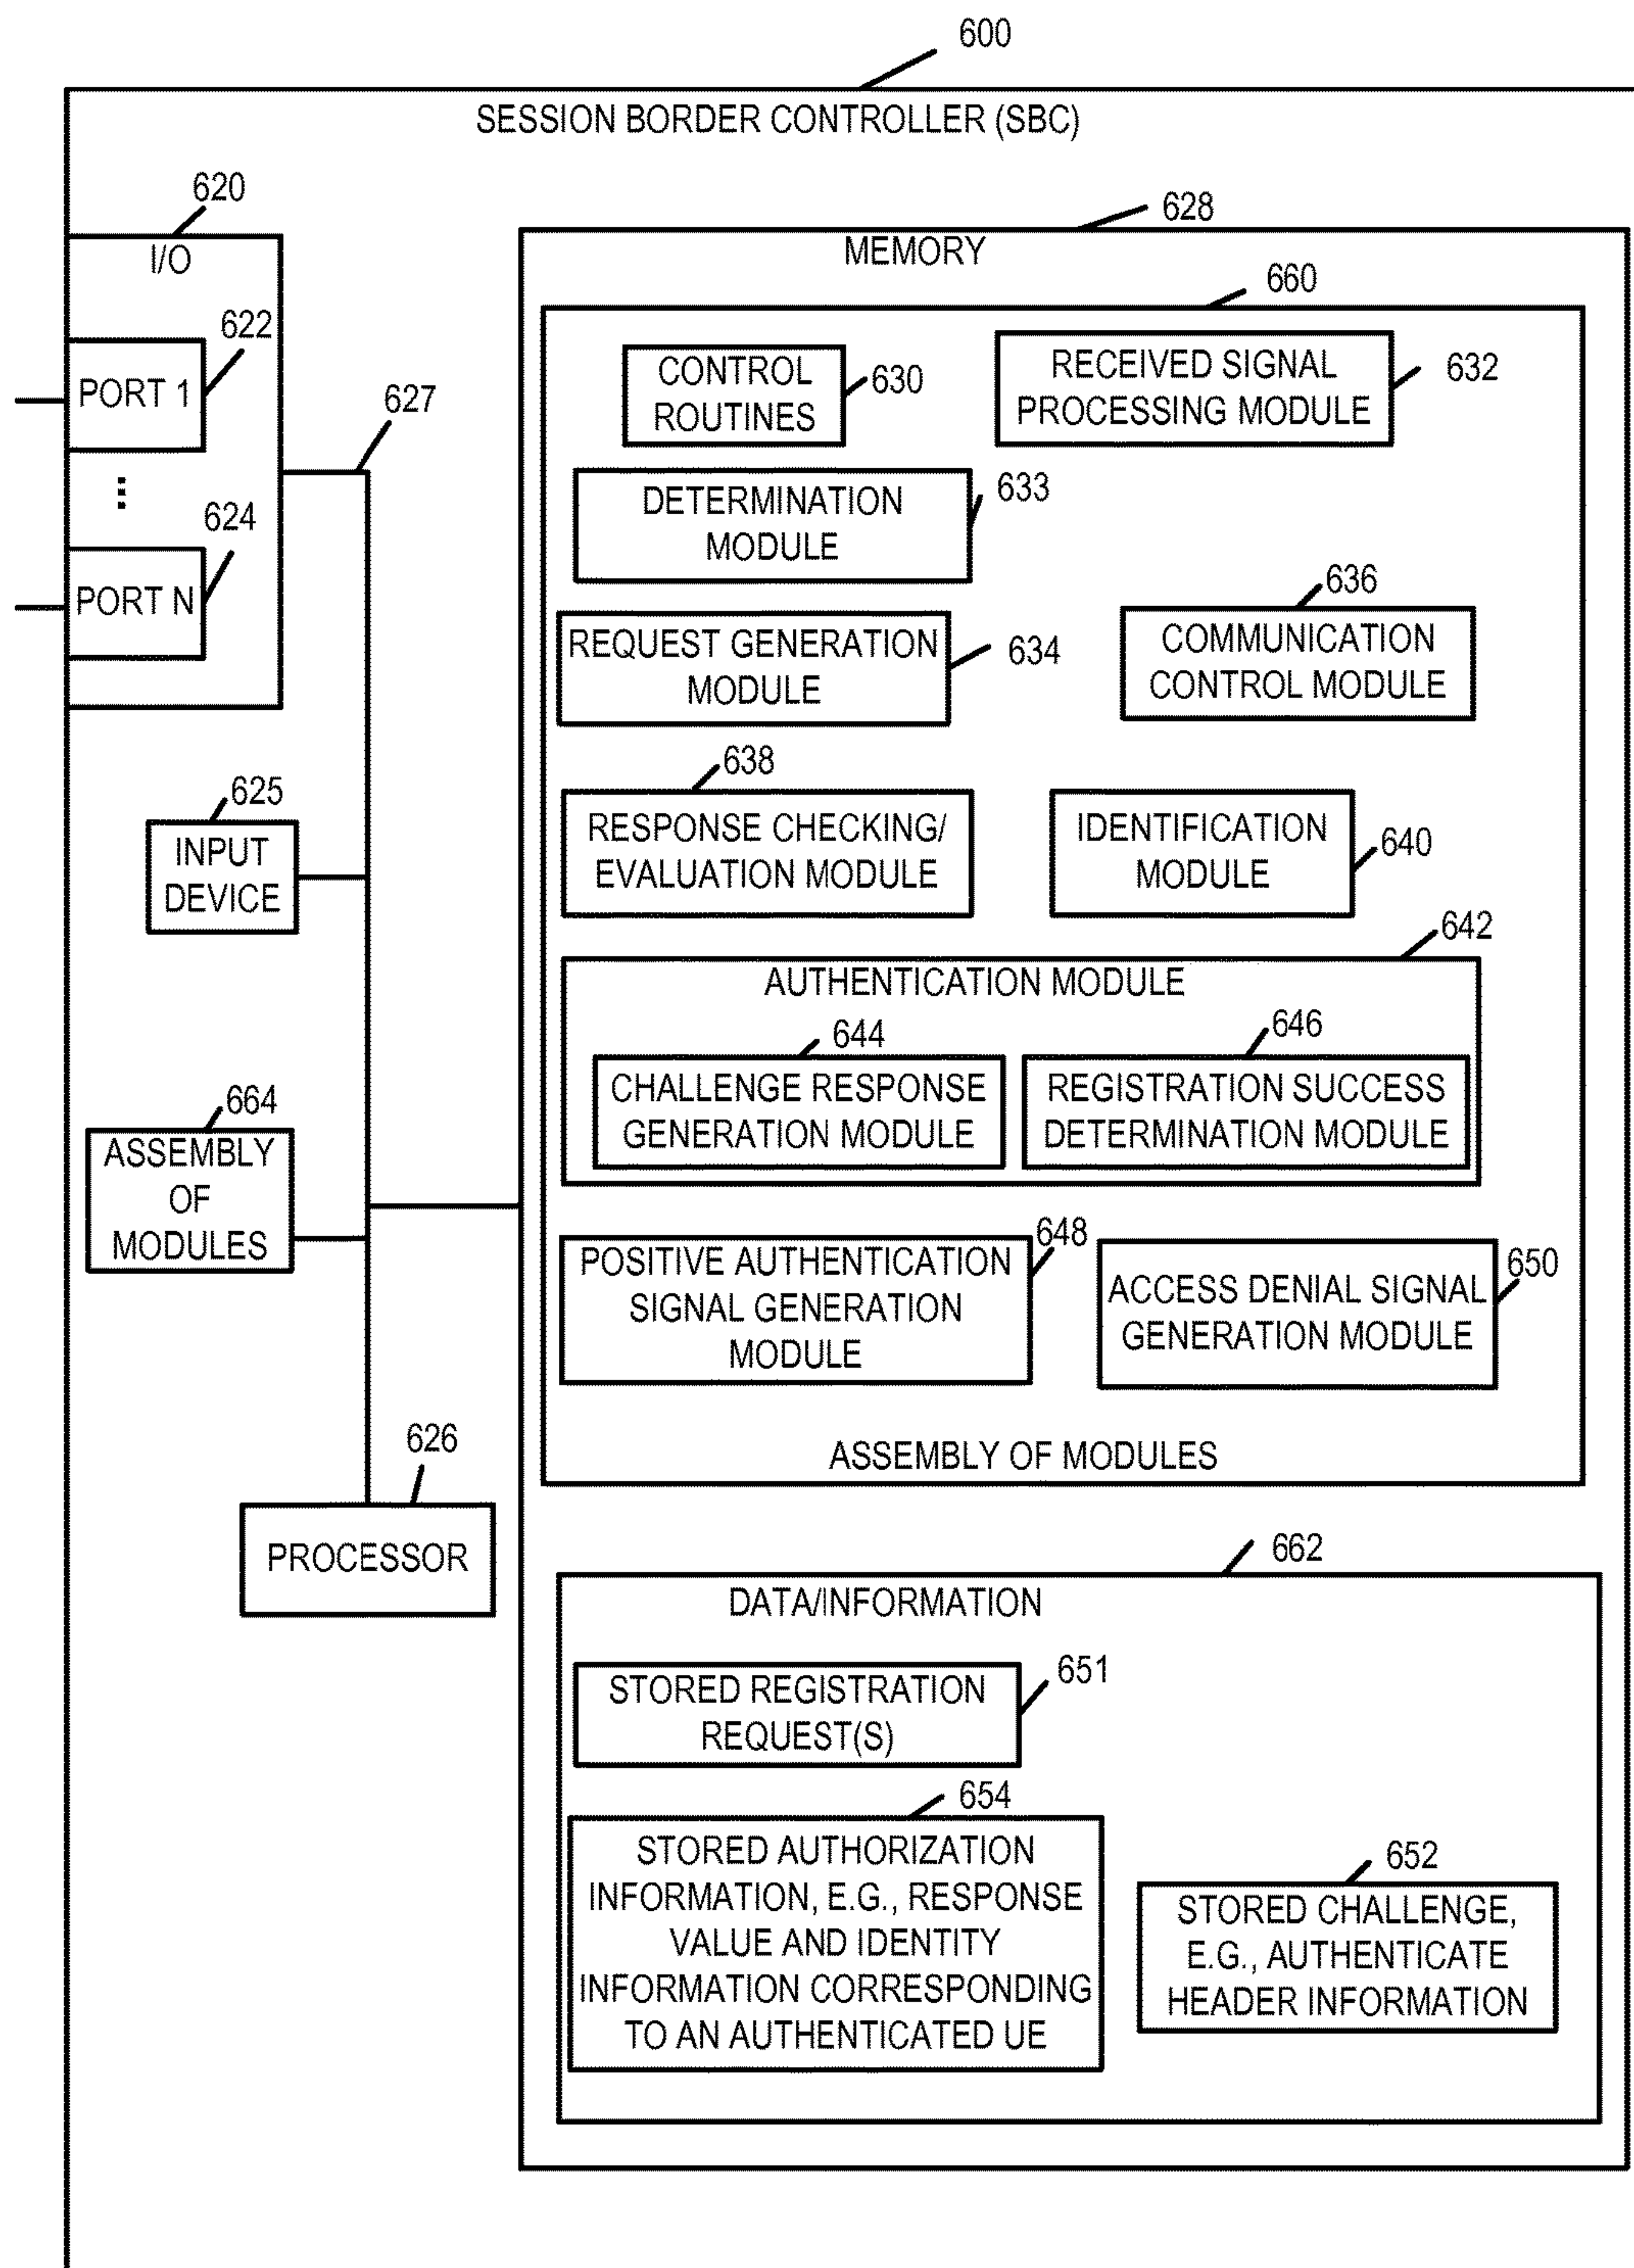 600
SESSION BORDER CONTROLLER (SBC)
620
I/O
622
PORT 1
...
624
PORT N
627
625
INPUT
DEVICE
664
ASSEMBLY
OF
MODULES
626
PROCESSOR
628
MEMORY
660
CONTROL
ROUTINES
630
RECEIVED SIGNAL
PROCESSING MODULE
632
DETERMINATION
MODULE
633
REQUEST GENERATION
MODULE
634
636
COMMUNICATION
CONTROL MODULE
638
RESPONSE CHECKING/
EVALUATION MODULE
IDENTIFICATION
MODULE
640
642
AUTHENTICATION MODULE
644
CHALLENGE RESPONSE
GENERATION MODULE
646
REGISTRATION SUCCESS
DETERMINATION MODULE
648
POSITIVE AUTHENTICATION
SIGNAL GENERATION
MODULE
650
ACCESS DENIAL SIGNAL
GENERATION MODULE
ASSEMBLY OF MODULES
662
DATA/INFORMATION
651
STORED REGISTRATION
REQUEST(S)
654
STORED AUTHORIZATION
INFORMATION, E.G., RESPONSE
VALUE AND IDENTITY
INFORMATION CORRESPONDING
TO AN AUTHENTICATED UE
652
STORED CHALLENGE,
E.G., AUTHENTICATE
HEADER INFORMATION